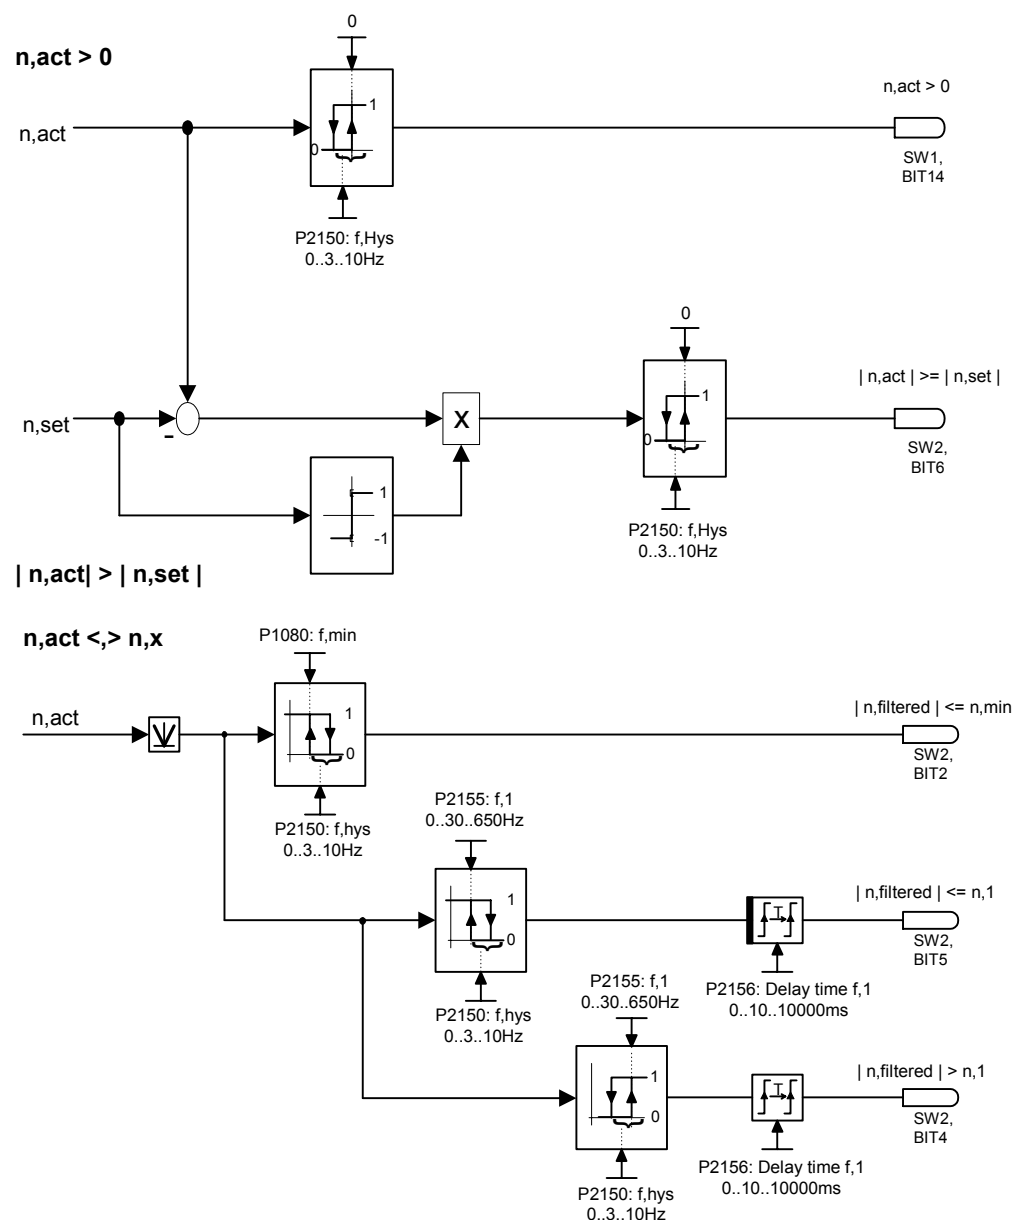 0
n,act > 0
n,act > 0
n,act
1
0
SW1,
BIT14
P2150: f,Hys
0..3..10Hz
0
| n,act | >= | n,set |
n,set
-
X
1
0
SW2,
BIT6
1
-1
P2150: f,Hys
0..3..10Hz
| n,act| > | n,set |
n,act <,> n,x
P1080: f,min
n,act
1
0
| n,filtered | <= n,min
SW2,
BIT2
P2150: f,hys
0..3..10Hz
P2155: f,1
0..30..650Hz
1
0
T
| n,filtered | <= n,1
SW2,
BIT5
P2150: f,hys
0..3..10Hz
P2156: Delay time f,1
0..10..10000ms
P2155: f,1
0..30..650Hz
1
0
T
| n,filtered | > n,1
SW2,
BIT4
P2156: Delay time f,1
0..10..10000ms
P2150: f,hys
0..3..10Hz